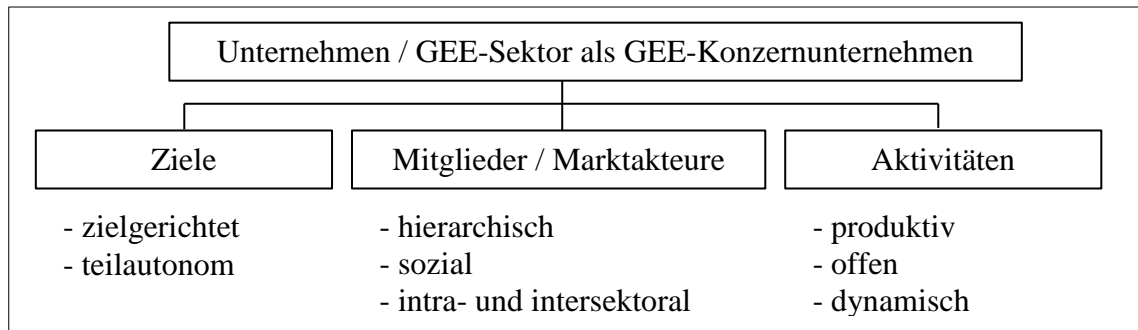 Unternehmen / GEE-Sektor als GEE-Konzernunternehmen
Ziele
- zielgerichtet
- teilautonom
Mitglieder / Marktakteure
- hierarchisch
- sozial
- intra- und intersektoral
Aktivitäten
- produktiv
- offen
- dynamisch